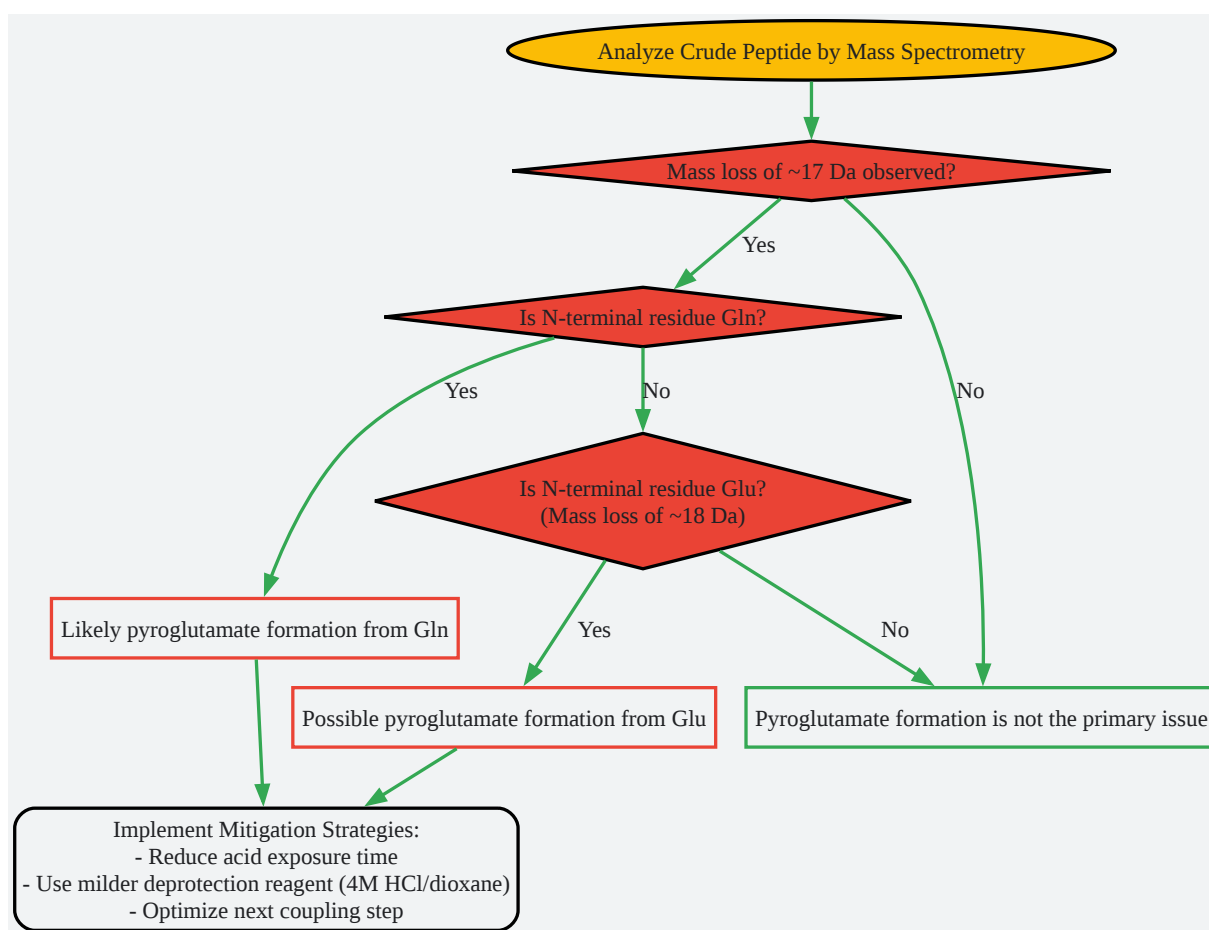 Analyze Crude Peptide by Mass Spectrometry
Mass loss of ~17 Da observed?
Yes
Is N-terminal residue Gln?
Yes
No
No
Is N-terminal residue Glu?
(Mass loss of ~18 Da)
Likely pyroglutamate formation from Gln
Yes
No
Possible pyroglutamate formation from Glu
Pyroglutamate formation is not the primary issue
Implement Mitigation Strategies:
- Reduce acid exposure time
- Use milder deprotection reagent (4M HCl/dioxane)
- Optimize next coupling step